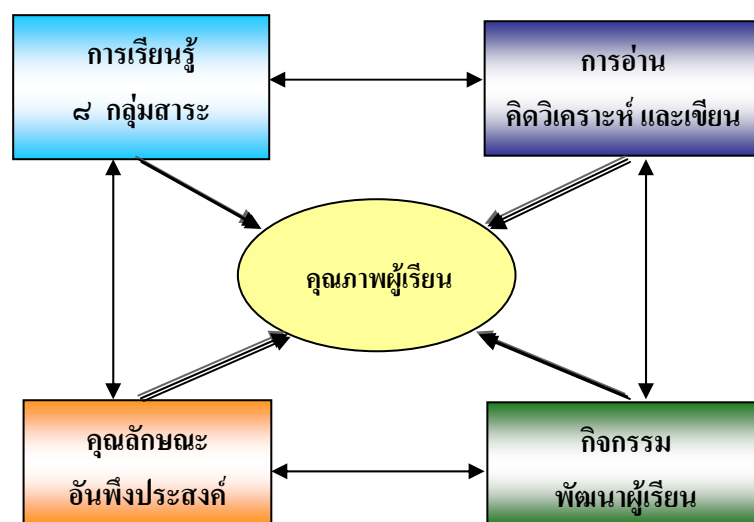 การเรียนรู้
๘ กลุ่มสาระ
การอ่าน
คิดวิเคราะห์ และเขียน
คุณภาพผู้เรียน
คุณลักษณะ
อันพึงประสงค์
กิจกรรม
พัฒนาผู้เรียน